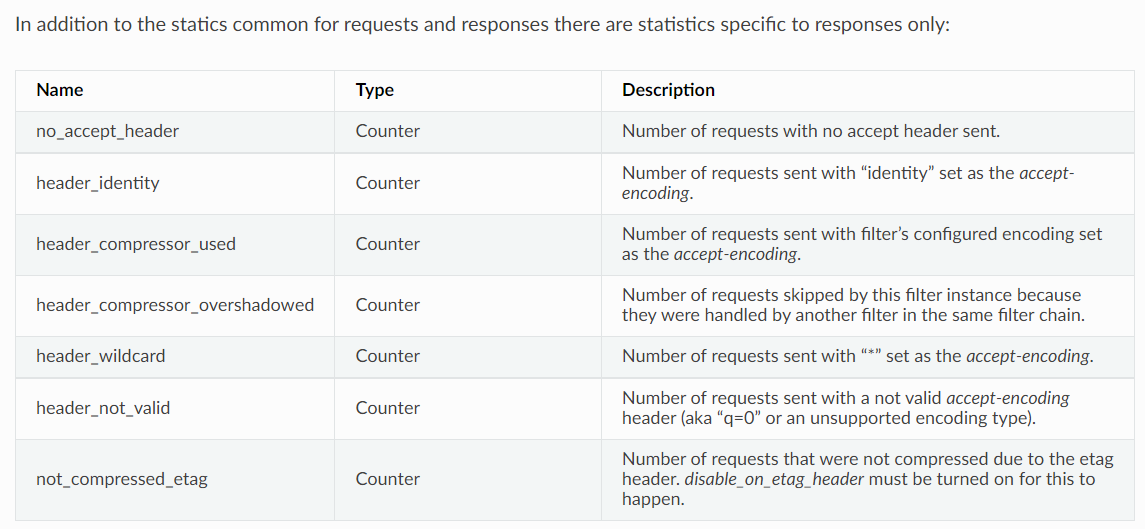 In addition to the statics common for requests and responses there are statistics specific to responses only:
Name Type Description
no_accept_header Counter Number of requests with no accept header sent.
header_identity Counter Number of requests sent with “identity” set as the accept-
encoding.
header_compressor_used Counter Number of requests sent with filter’s configured encoding set
as the accept-encoding.
header_compressor_overshadowed Counter Number of requests skipped by this filter instance because
they were handled by another filter in the same filter chain.
header_wildcard Counter Number of requests sent with “*” set as the accept-encoding.
header_not_valid Counter Number of requests sent with a not valid accept-encoding
header (aka “q=0” or an unsupported encoding type).
not_compressed_etag Counter Number of requests that were not compressed due to the etag
header. disable_on_etag_header must be turned on for this to
happen.